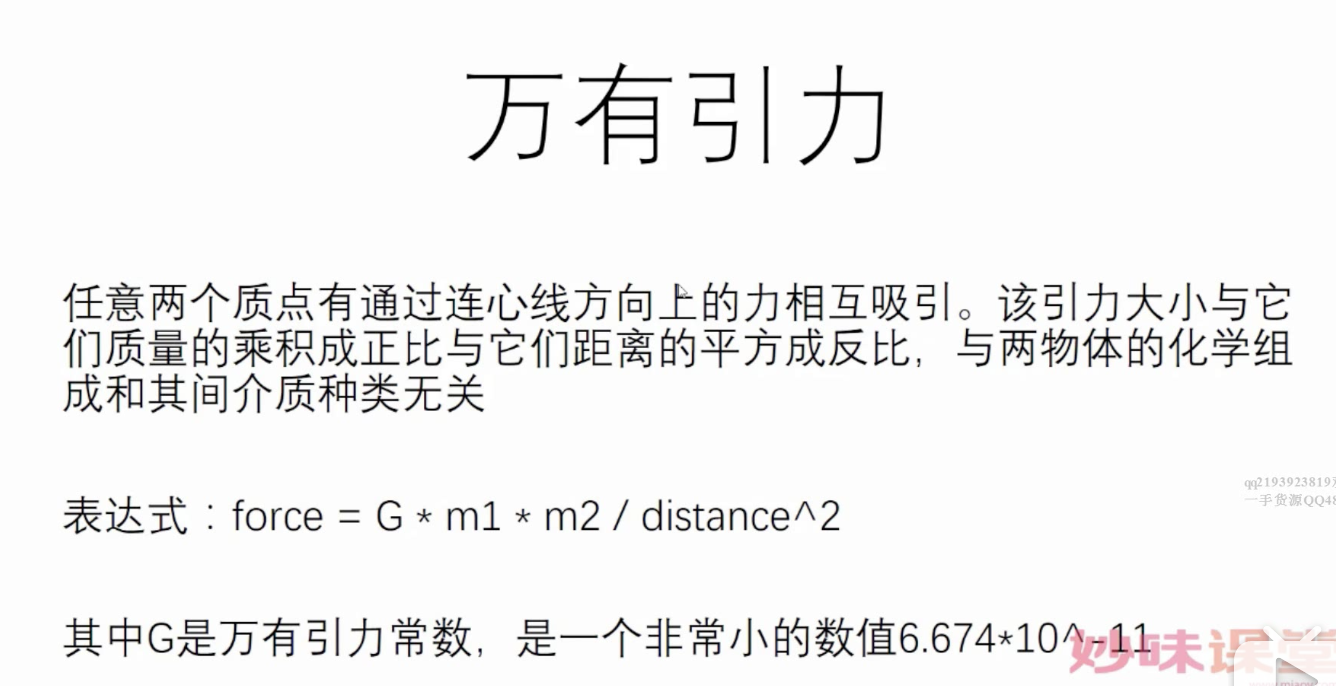 万有引力
任意两个质点有通过连心线方向上的力相互吸引。该引力大小与它
们质量的乘积成正比与它们距离的平方成反比，与两物体的化学组
成和其间介质种类无关
qq2193923819
一手货源QQ48
表达式：force = G * m1 * m2 / distance^2
其中G是万有引力常数，是一个非常小的数值6.674*10^-11
妙味课堂